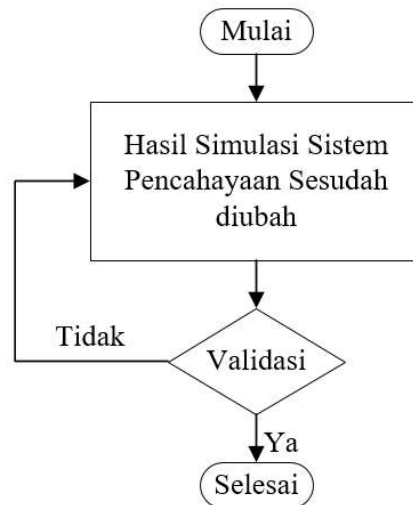 Mulai
Hasil Simulasi Sistem
Pencahayaan Sesudah
diubah
Tidak
Validasi
Ya
Selesai